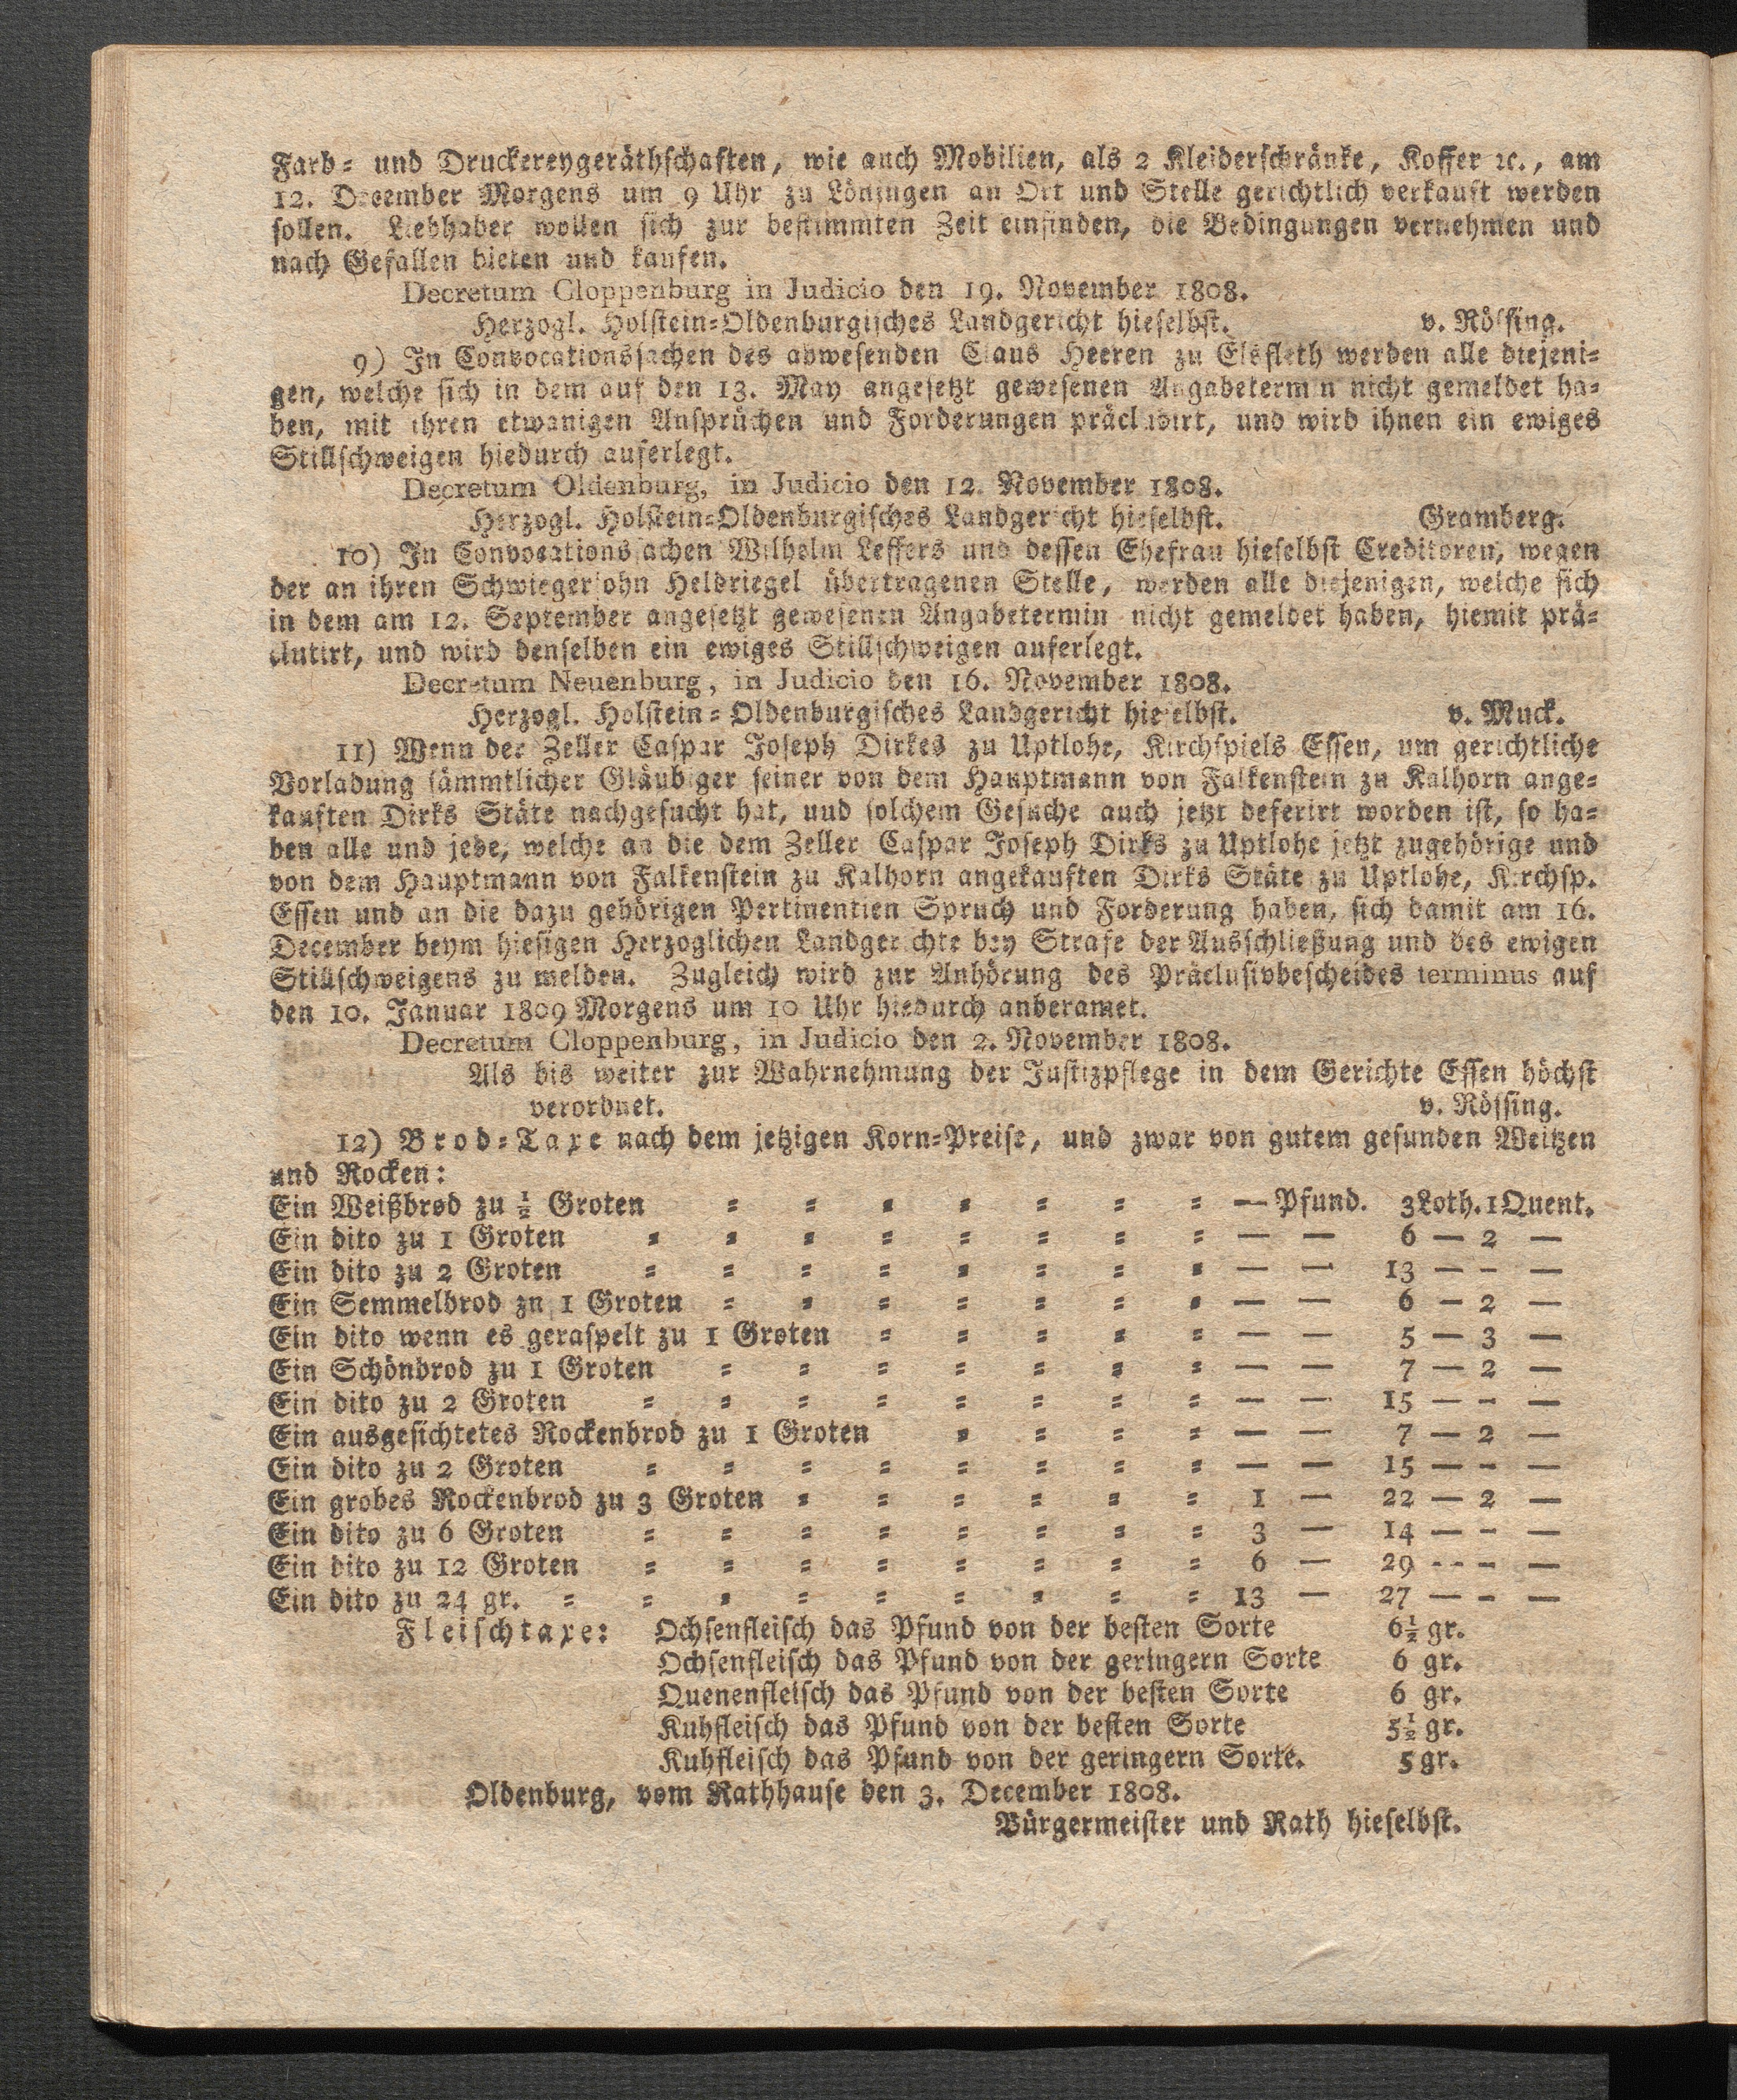 Farb= und Druckereygeräthschaften, wie auch Mobilien, als 2 Kleiderschränke, Koffer ꝛc., am
12. December Morgens um 9 Uhr zu Löningen an Ort und Stelle gerichtlich verkauft werden
sollen. Liebhaber wollen sich zur bestimmten Zeit einfinden, die Bedingungen vernehmen und
nach Gefallen bieten und kaufen.
Decretum Cloppenburg in Judicio den 19. November 1808.
Herzogl. Holstein=Oldenburgisches Landgericht hieselbst. v. Rössing.
9) In Convocationssachen des abwesenden Claus Heeren zu Elsfleth werden alle diejeni=
gen, welche sich in dem auf den 13. May angesetzt gewesenen Angabetermin nicht gemeldet ha=
ben, mit ihren etwanigen Ansprüchen und Forderungen präcludirt, und wird ihnen ein ewiges
Stillschweigen hiedurch auferlegt.
Decretum Oldenburg, in Judicio den 12. November 1808.
Herzogl. Holstein=Oldenburgisches Landgericht hieselbst. Gramberg.
10) In Convocationssachen Wilhelm Leffers und dessen Ehefrau hieselbst Creditoren, wegen
der an ihren Schwiegersohn Heldriegel übertragenen Stelle, werden alle diejenigen, welche sich
in dem am 12. September angesetzt gewesenen Angabetermin nicht gemeldet haben, hiemit prä=
clutirt, und wird denselben ein ewiges Stillschweigen auferlegt.
Decretum Neuenburg, in Judicio den 16. November 1808.
Herzogl. Holstein=Oldenburgisches Landgericht hieselbst. v. Muck.
11) Wenn der Zeller Caspar Joseph Dirkes zu Uptlohe, Kirchspiels Essen, um gerichtliche
Vorladung sämmtlicher Gläubiger seiner von dem Hauptmann von Falkenstein zu Kalhorn ange=
kauften Dirks Stäte nachgesucht hat, und solchem Gesuche auch jetzt deferirt worden ist, so ha=
ben alle und jede, welche an die dem Zeller Caspar Joseph Dirks zu Uptlohe jetzt zugehörige und
von dem Hauptmann von Falkenstein zu Kalhorn angekauften Dirks Stäte zu Uptlohe, Kirchsp.
Essen und an die dazu gehörigen Pertinentien Spruch und Forderung haben, sich damit am 16.
December beym hiesigen Herzoglichen Landgerichte bey Strafe der Ausschließung und des ewigen
Stillschweigens zu melden. Zugleich wird zur Anhörung des Präclusivbescheides terminus auf
den 10. Januar 1809 Morgens um 10 Uhr hiedurch anberamet.
Decretum Cloppenburg, in Judicio den 2. November 1808.
Als bis weiter zur Wahrnehmung der Justizpflege in dem Gerichte Essen höchst
verordnet. v. Rössing.
12) Brod=Taxe nach dem jetzigen Korn=Preise, und zwar von gutem gesunden Weitzen
und Rocken:
Ein Weißbrod zu ½ Groten = = = = = = = — Pfund. 3 Loth. 1 Quent.
Ein dito zu 1 Groten = = = = = = = = — — 6 — 2 —
Ein dito zu 2 Groten = = = = = = = = — — 13 — - —
Ein Semmelbrod zu 1 Groten = = = = = = = — — 6 — 2 —
Ein dito wenn es geraspelt zu 1 Groten = = = = = — — 5 — 3 —
Ein Schönbrod zu 1 Groten = = = = = = = — — 7 — 2 —
Ein dito zu 2 Groten = = = = = = = = — — 15 — - —
Ein ausgesichtetes Rockenbrod zu 1 Groten = = = = — — 7 — 2 —
Ein dito zu 2 Groten = = = = = = = = — — 15 — - —
Ein grobes Rockenbrod zu 3 Groten = = = = = = 1 — 22 — 2 —
Ein dito zu 6 Groten = = = = = = = = 3 — 14 — - —
Ein dito zu 12 Groten = = = = = = = = 6 — 29 -- - —
Ein dito zu 24 gr. = = = = = = = = = 13 — 27 — - —
Fleischtaxe: Ochsenfleisch das Pfund von der besten Sorte 6½ gr.
Ochsenfleisch das Pfund von der geringern Sorte 6 gr.
Quenenfleisch das Pfund von der besten Sorte 6 gr.
Kuhfleisch das Pfund von der besten Sorte 5½ gr.
Kuhfleisch das Pfund von der geringern Sorte. 5 gr.
Oldenburg, vom Rathhause den 3. December 1808.
Bürgermeister und Rath hieselbst.